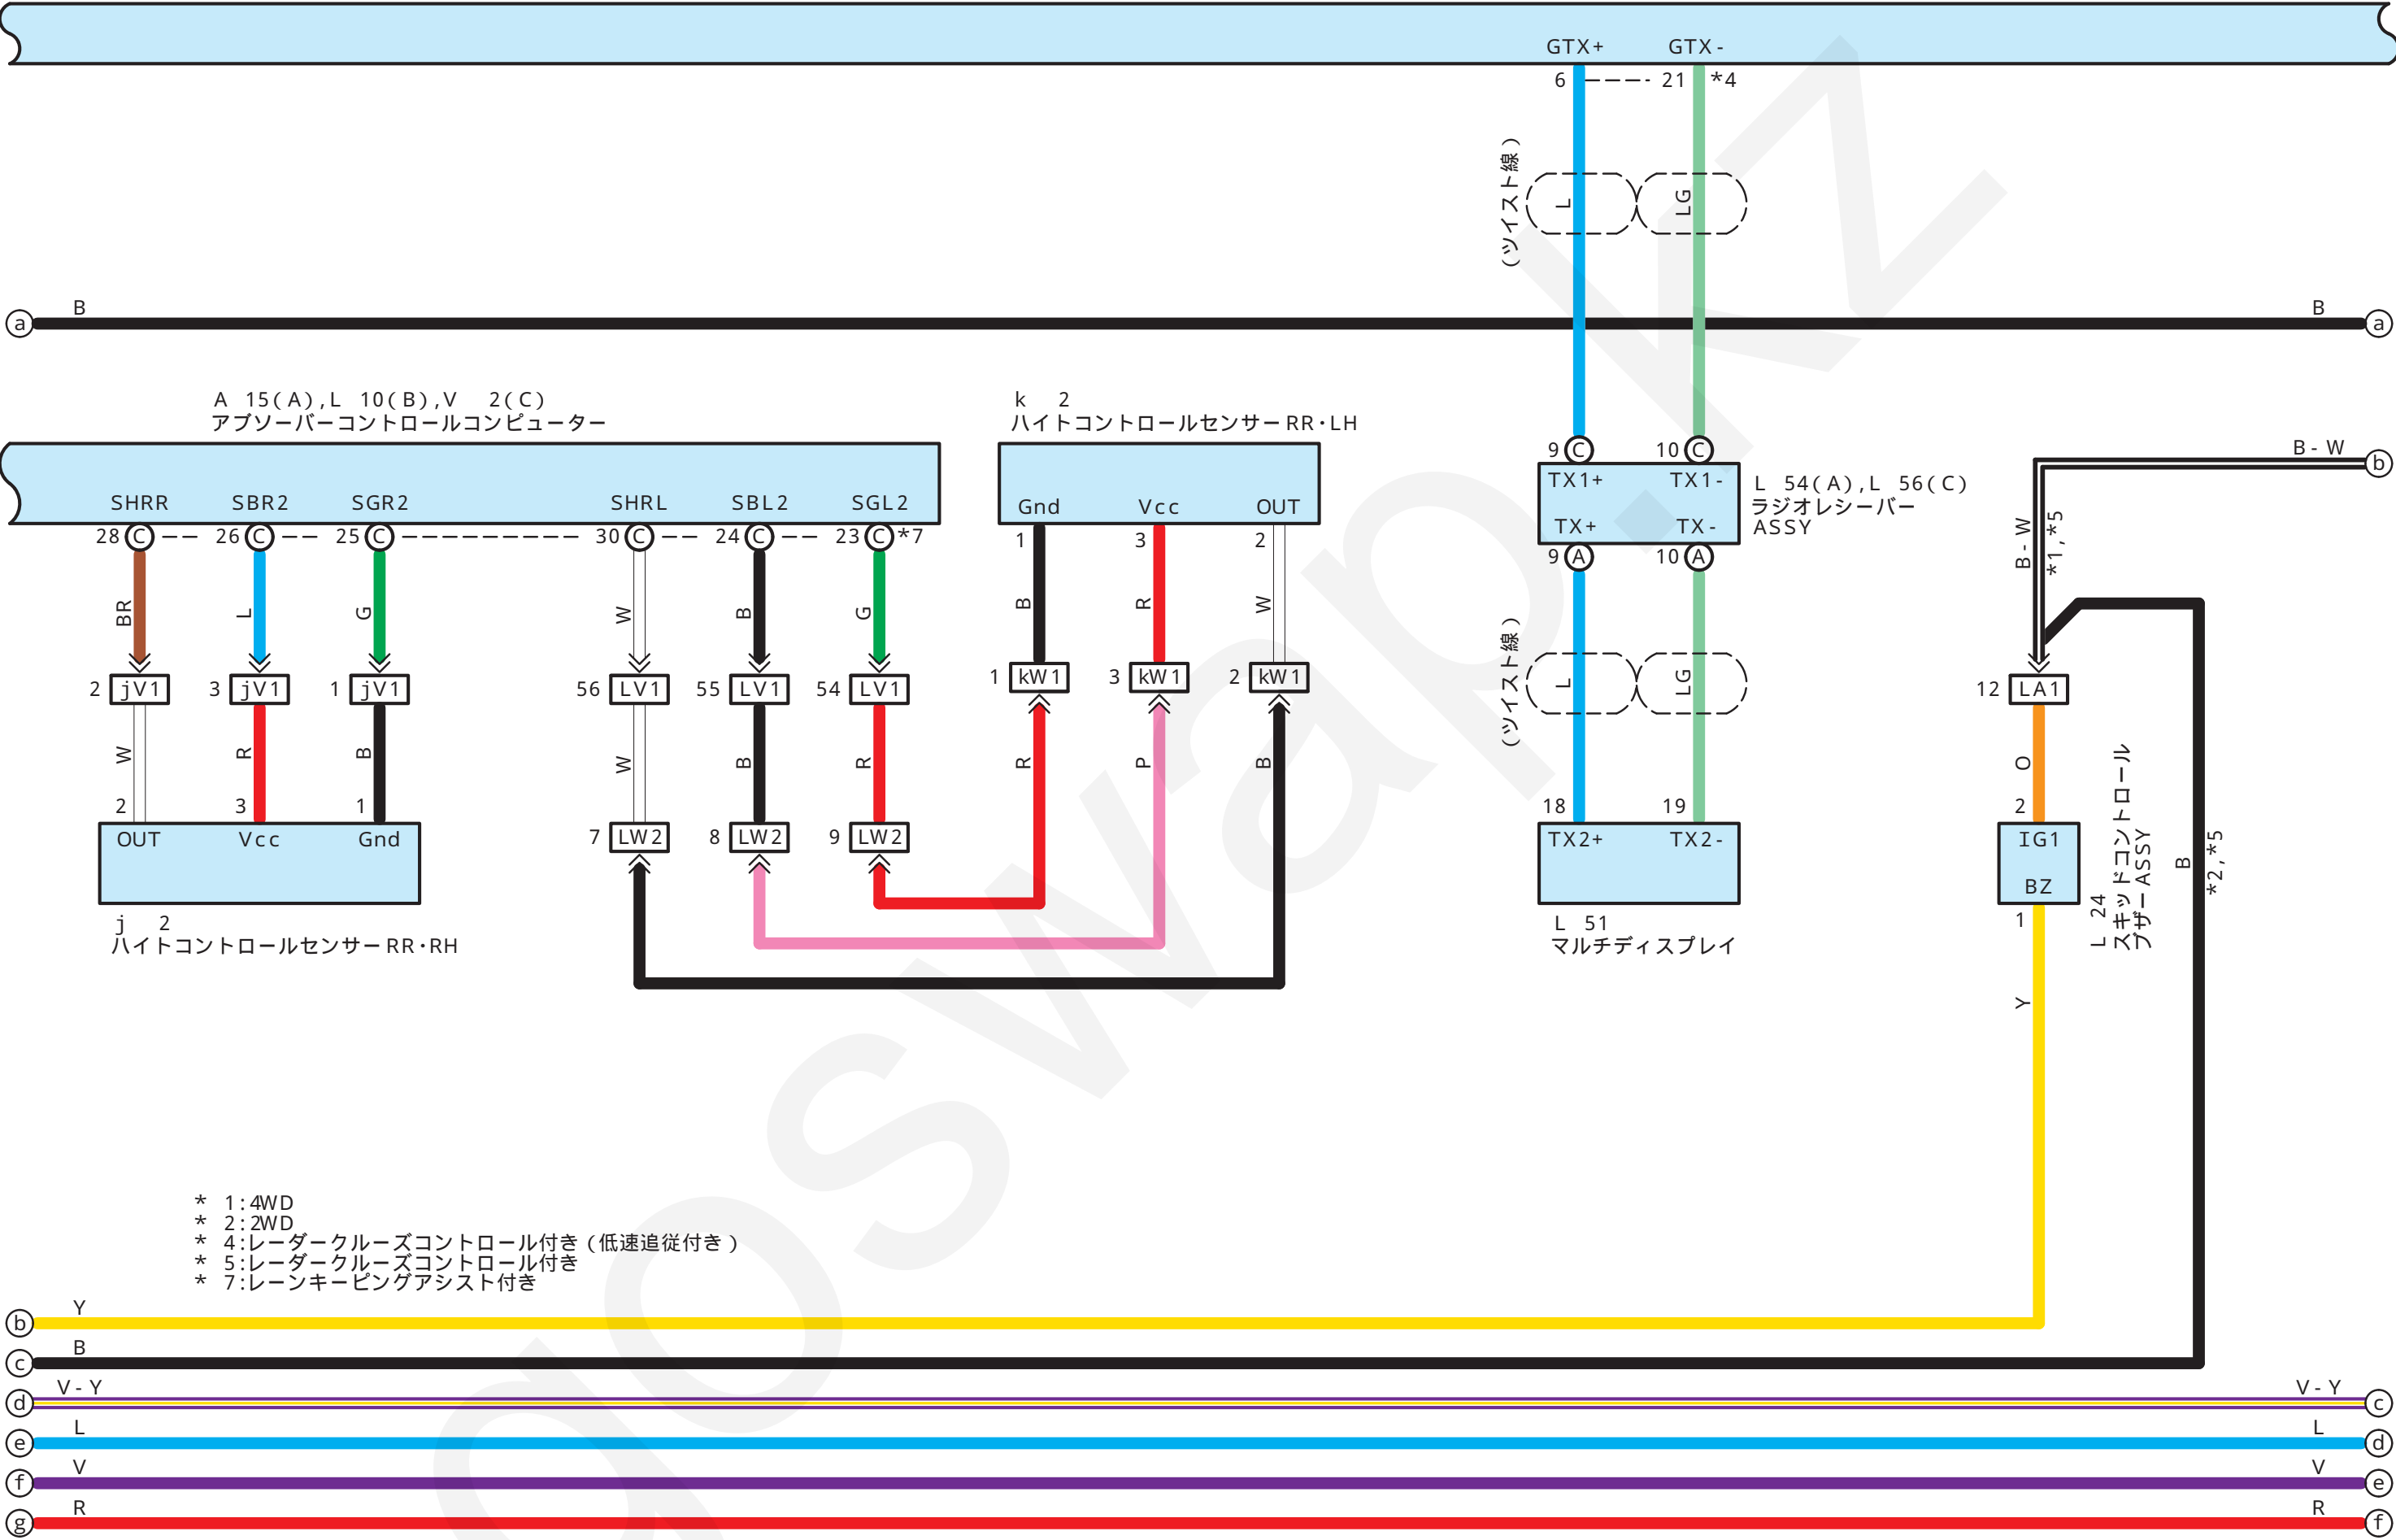 GTX+ GTX-
6 21 *4
(ツイスト線) L LG
a B B a
A 15(A),L 10(B),V 2(C)
アブソーバーコントロールコンピューター
k 2
ハイトコントロールセンサーRR・LH
SHRR SBR2 SGR2 SHRL SBL2 SGL2
28 C 26 C 25 C 30 C 24 C 23 C *7
Gnd Vcc OUT
1 3 2
9 C 10 C
TX1+ TX1-
TX+ TX-
9 A 10 A
L 54(A),L 56(C)
ラジオレシーバー
ASSY
B-W b
B-W
*1,*5
BR L G W B G B R W
2 jV1 3 jV1 1 jV1 56 LV1 55 LV1 54 LV1 1 kW1 3 kW1 2 kW1
(ツイスト線) L LG
12 LA1
W R B W B R R P B O
2 3 1
OUT Vcc Gnd
j 2
ハイトコントロールセンサーRR・RH
7 LW2 8 LW2 9 LW2
18 19
TX2+ TX2-
L 51
マルチディスプレイ
2
IG1
BZ
1
L 24
スキッドコントロール
ブザーASSY
B
*2,*5
Y
* 1:4WD
* 2:2WD
* 4:レーダークルーズコントロール付き(低速追従付き)
* 5:レーダークルーズコントロール付き
* 7:レーンキーピングアシスト付き
b Y
c B
d V-Y V-Y c
e L L d
f V V e
g R R f